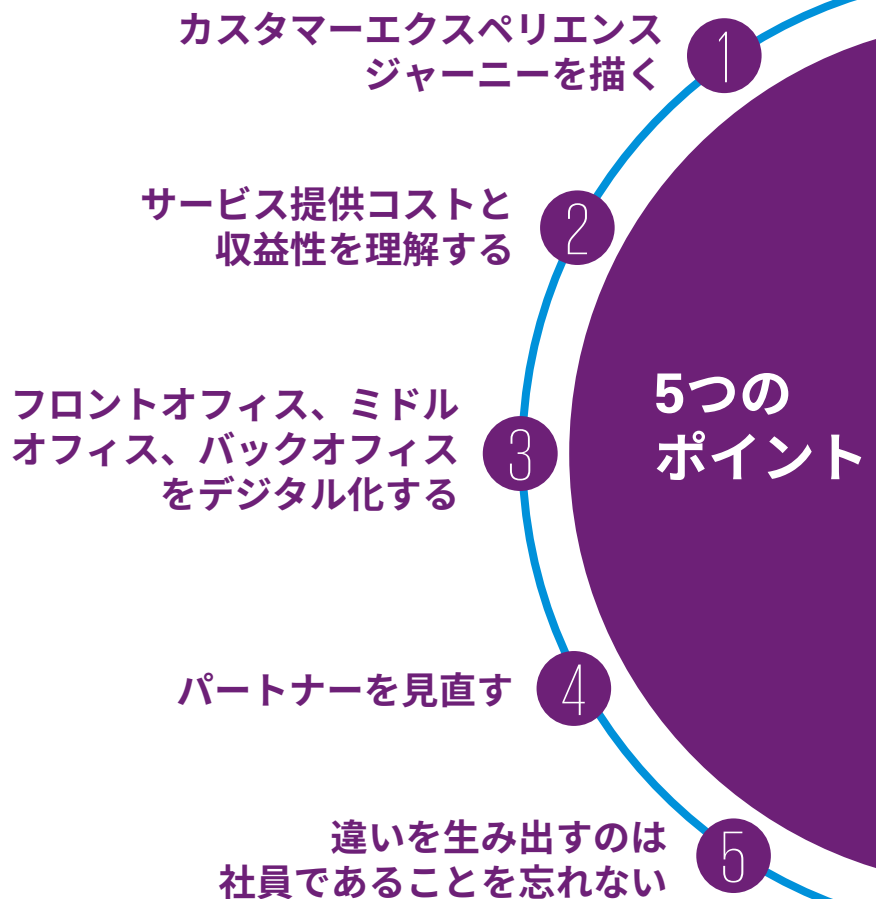 カスタマーエクスペリエンス
ジャーニーを描く
1
サービス提供コストと
収益性を理解する
2
フロントオフィス、ミドル
オフィス、バックオフィス
をデジタル化する
3
5つの
ポイント
パートナーを見直す
4
違いを生み出すのは
社員であることを忘れない
5